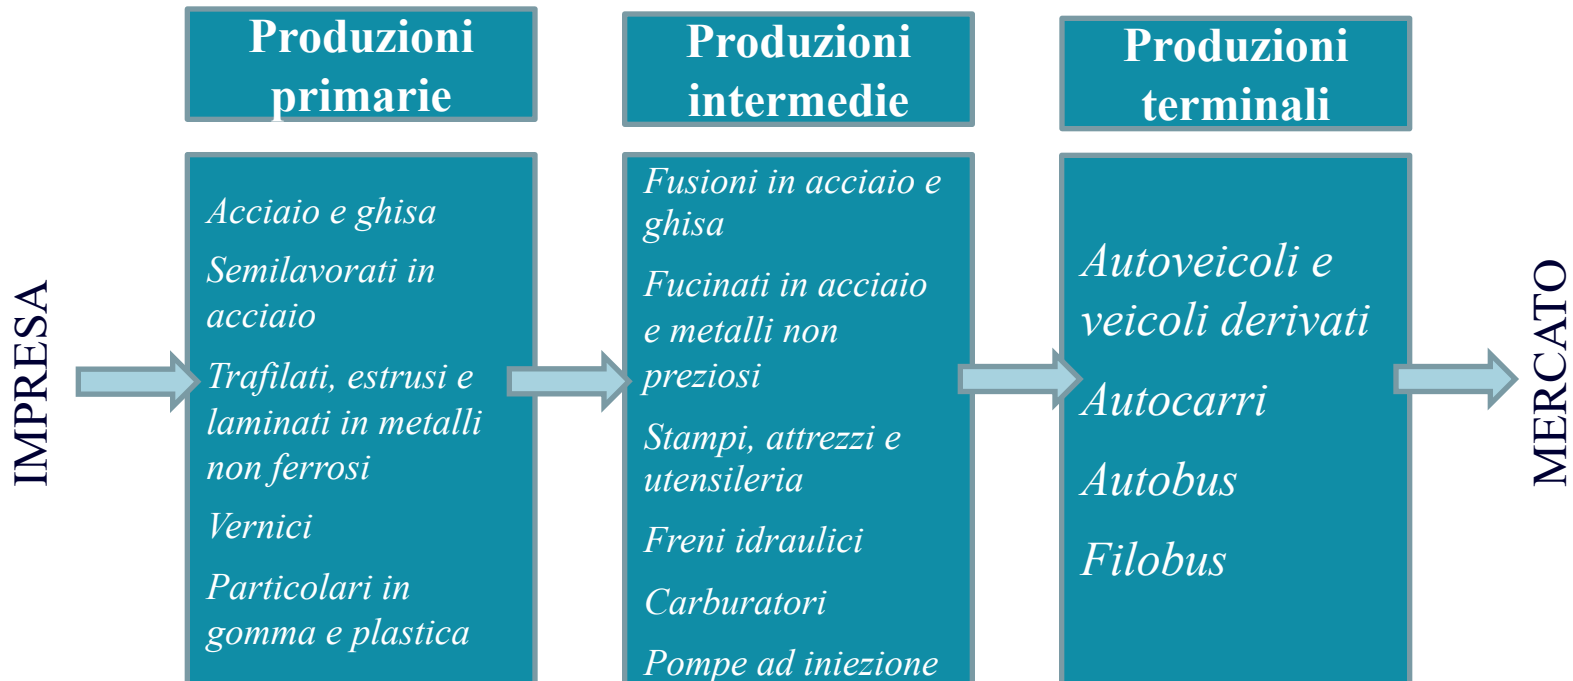 IMPRESA
Produzioni
primarie
Acciaio e ghisa
Semilavorati in
acciaio
Trafilati, estrusi e
laminati in metalli
non ferrosi
Vernici
Particolari in
gomma e plastica
Produzioni
intermedie
Fusioni in acciaio e
ghisa
Fucinati in acciaio
e metalli non
preziosi
Stampi, attrezzi e
utensileria
Freni idraulici
Carburatori
Pompe ad iniezione
Produzioni
terminali
Autoveicoli e
veicoli derivati
Autocarri
Autobus
Filobus
MERCATO